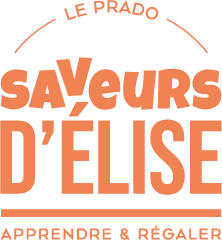 LE PRADO
SAVEURS
D'ÉLISE
APPRENDRE & RÉGALER